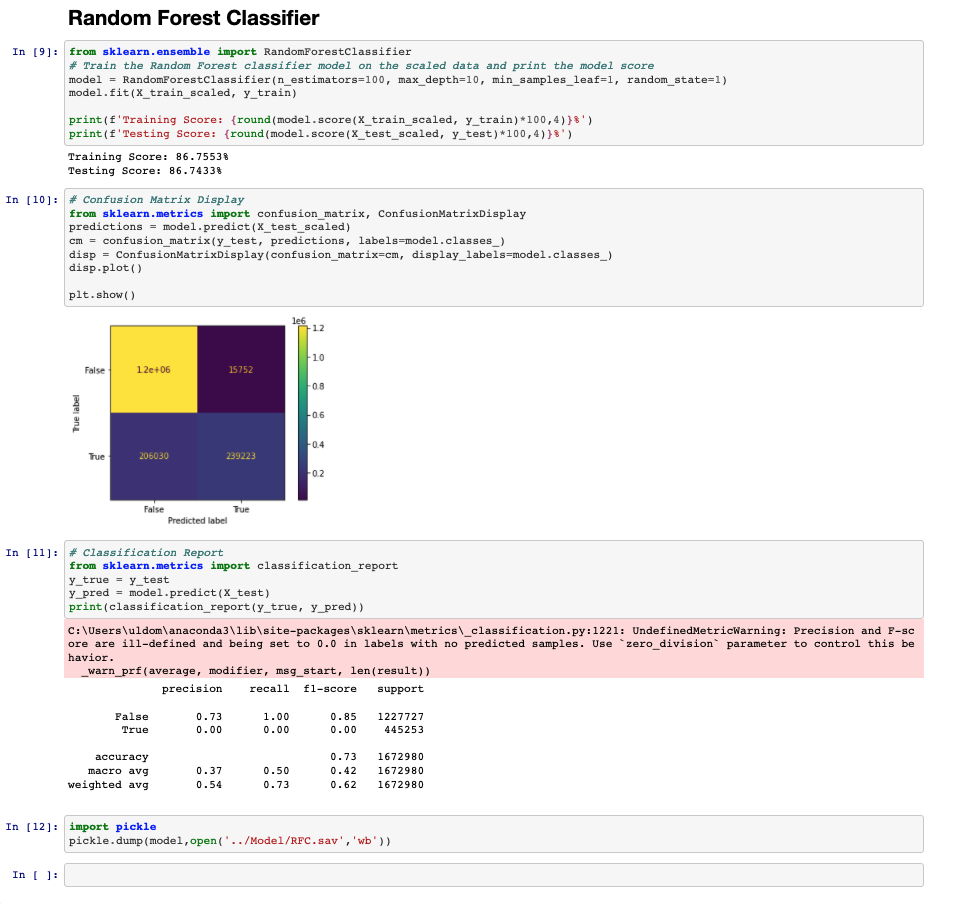 Random Forest Classifier
In [9]:
from sklearn.ensemble import RandomForestClassifier
# Train the Random Forest classifier model on the scaled data and print the model score
model = RandomForestClassifier(n_estimators=100, max_depth=10, min_samples_leaf=1, random_state=1)
model.fit(X_train_scaled, y_train)
print(f'Training Score: {round(model.score(X_train_scaled, y_train)*100,4)}%')
print(f'Testing Score: {round(model.score(X_test_scaled, y_test)*100,4)}%')
Training Score: 86.7553%
Testing Score: 86.7433%
In [10]:
# Confusion Matrix Display
from sklearn.metrics import confusion_matrix, ConfusionMatrixDisplay
predictions = model.predict(X_test_scaled)
cm = confusion_matrix(y_test, predictions, labels=model.classes_)
disp = ConfusionMatrixDisplay(confusion_matrix=cm, display_labels=model.classes_)
disp.plot()
plt.show()
1e6
1.2
1.0
0.8
0.6
0.4
0.2
False
1.2e+06
15752
True label
True
206030
239223
False
True
Predicted label
In [11]:
# Classification Report
from sklearn.metrics import classification_report
y_true = y_test
y_pred = model.predict(X_test)
print(classification_report(y_true, y_pred))
C:\Users\uldom\anaconda3\lib\site-packages\sklearn\metrics\_classification.py:1221: UndefinedMetricWarning: Precision and F-sc
ore are ill-defined and being set to 0.0 in labels with no predicted samples. Use `zero_division` parameter to control this be
havior.
_warn_prf(average, modifier, msg_start, len(result))
precision recall f1-score support
False 0.73 1.00 0.85 1227727
True 0.00 0.00 0.00 445253
accuracy 0.73 1672980
macro avg 0.37 0.50 0.42 1672980
weighted avg 0.54 0.73 0.62 1672980
In [12]:
import pickle
pickle.dump(model,open('../Model/RFC.sav','wb'))
In [ ]: